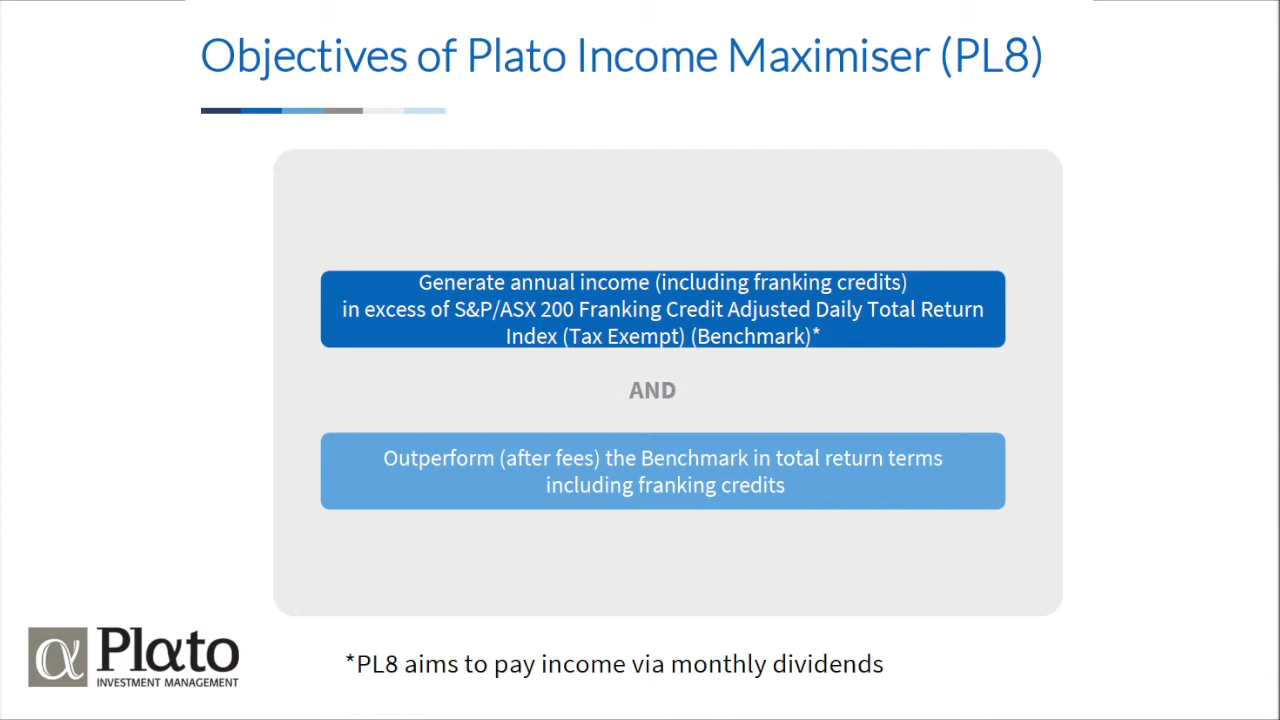 Objectives of Plato Income Maximiser (PL8)
Generate annual income (including franking credits)
in excess of S&P/ASX 200 Franking Credit Adjusted Daily Total Return
Index (Tax Exempt) (Benchmark)*
AND
Outperform (after fees) the Benchmark in total return terms
including franking credits
α Plαto
INVESTMENT MANAGEMENT
*PL8 aims to pay income via monthly dividends